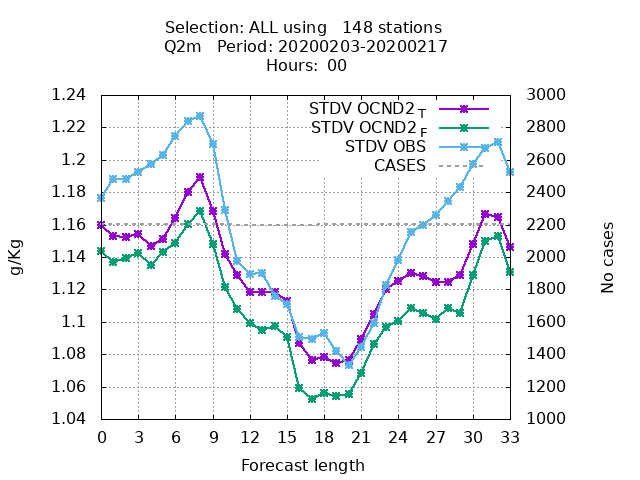 Selection: ALL using   148 stations
Q2m   Period: 20200203-20200217
Hours: 00
STDV OCND2 T
STDV OCND2 F
STDV OBS
CASES
1.24
1.22
1.2
1.18
1.16
1.14
1.12
1.1
1.08
1.06
1.04
g/Kg
3000
2800
2600
2400
2200
2000
1800
1600
1400
1200
1000
No cases
0 3 6 9 12 15 18 21 24 27 30 33
Forecast length